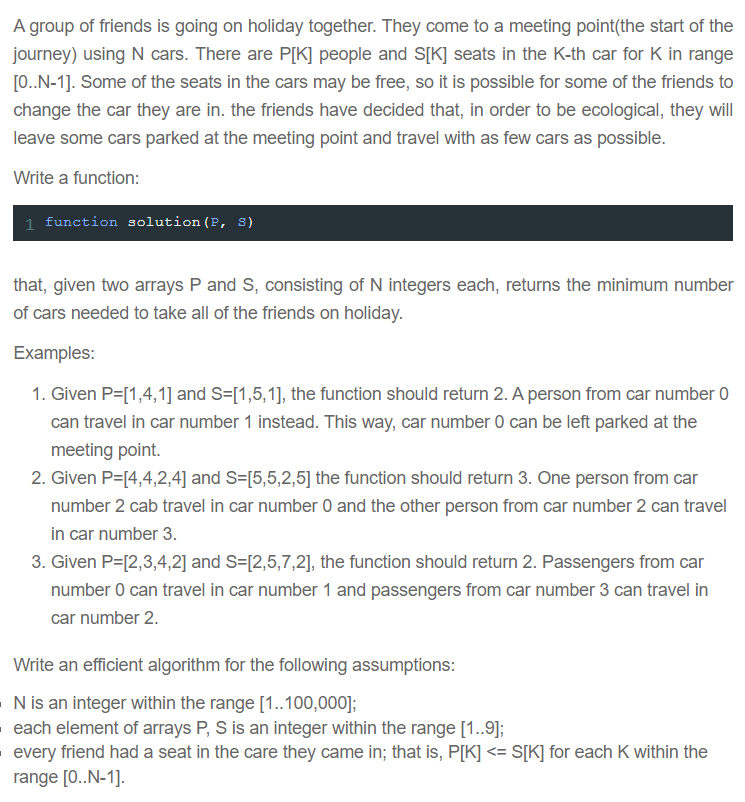 A group of friends is going on holiday together. They come to a meeting point(the start of the
journey) using N cars. There are P[K] people and S[K] seats in the K-th car for K in range
[0..N-1]. Some of the seats in the cars may be free, so it is possible for some of the friends to
change the car they are in. the friends have decided that, in order to be ecological, they will
leave some cars parked at the meeting point and travel with as few cars as possible.
Write a function:
1 function solution(P, S)
that, given two arrays P and S, consisting of N integers each, returns the minimum number
of cars needed to take all of the friends on holiday.
Examples:
1. Given P=[1,4,1] and S=[1,5,1], the function should return 2. A person from car number 0
can travel in car number 1 instead. This way, car number 0 can be left parked at the
meeting point.
2. Given P=[4,4,2,4] and S=[5,5,2,5] the function should return 3. One person from car
number 2 cab travel in car number 0 and the other person from car number 2 can travel
in car number 3.
3. Given P=[2,3,4,2] and S=[2,5,7,2], the function should return 2. Passengers from car
number 0 can travel in car number 1 and passengers from car number 3 can travel in
car number 2.
Write an efficient algorithm for the following assumptions:
N is an integer within the range [1..100,000];
each element of arrays P, S is an integer within the range [1..9];
every friend had a seat in the care they came in; that is, P[K] <= S[K] for each K within the
range [0..N-1].